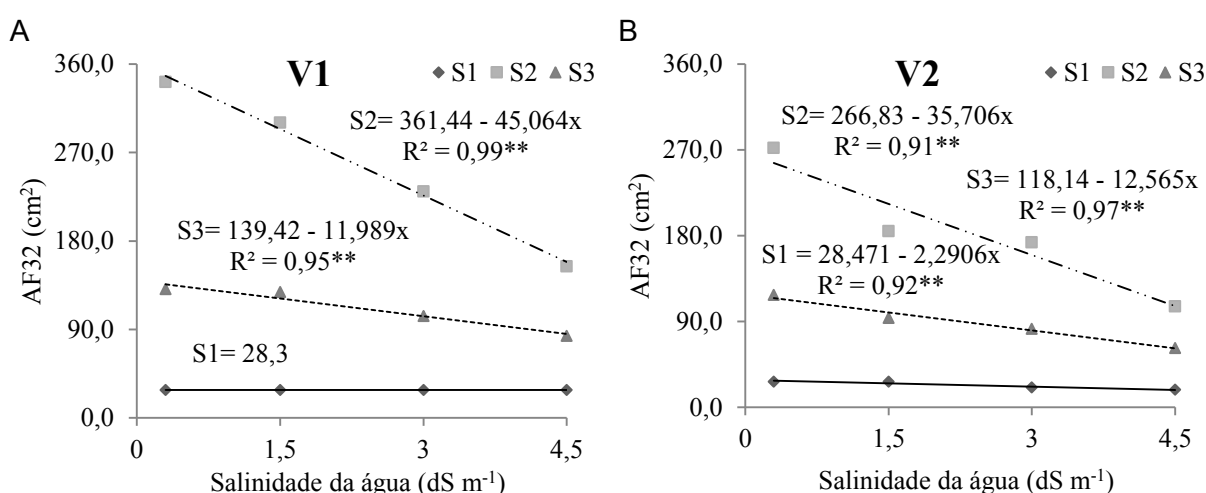 A
V1
S1 S2 S3
360,0
270,0
180,0
90,0
0,0
AF32 (cm²)
S2= 361,44 - 45,064x
R² = 0,99**
S3= 139,42 - 11,989x
R² = 0,95**
S1= 28,3
0 1,5 3 4,5
Salinidade da água (dS m⁻¹)
B
V2
S1 S2 S3
360,0
270,0
180,0
90,0
0,0
AF32 (cm²)
S2= 266,83 - 35,706x
R² = 0,91**
S3= 118,14 - 12,565x
R² = 0,97**
S1 = 28,471 - 2,2906x
R² = 0,92**
0 1,5 3 4,5
Salinidade da água (dS m⁻¹)